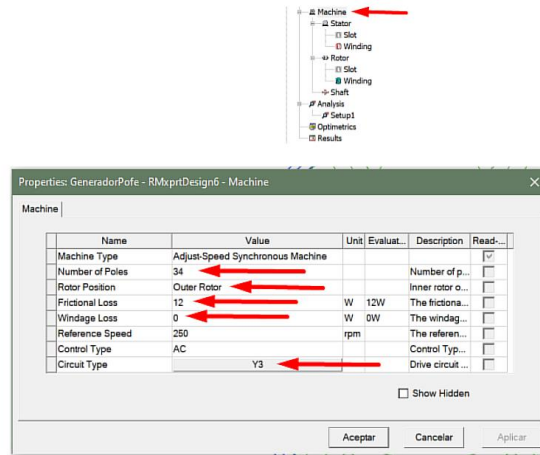 Machine
Stator
Slot
Winding
Rotor
Slot
Winding
Shaft
Analysis
Setup1
Optimetrics
Results
Properties: GeneradorPofe - RMxprtDesign6 - Machine
Machine
Name Value Unit Evaluat... Description Read-...
Machine Type Adjust-Speed Synchronous Machine
Number of Poles 34 Number of p...
Rotor Position Outer Rotor Inner rotor o...
Frictional Loss 12 W 12W The frictiona...
Windage Loss 0 W 0W The windag...
Reference Speed 250 rpm The referen...
Control Type AC Control Typ...
Circuit Type Y3 Drive circuit ...
Show Hidden
Aceptar Cancelar Aplicar